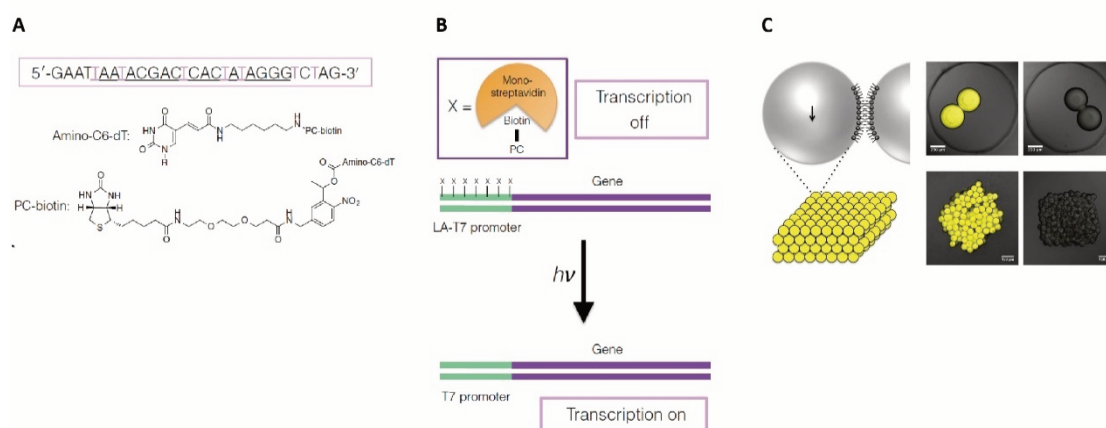 A
5′-GAATTAATACGACTCACTATAGGGTCTAG-3′
Amino-C6-dT:
PC-biotin
PC-biotin:
Amino-C6-dT
NO₂
B
X =
Mono-
streptavidin
Biotin
PC
Transcription
off
X X X X X X X
Gene
LA-T7 promoter
hν
Gene
T7 promoter
Transcription on
C